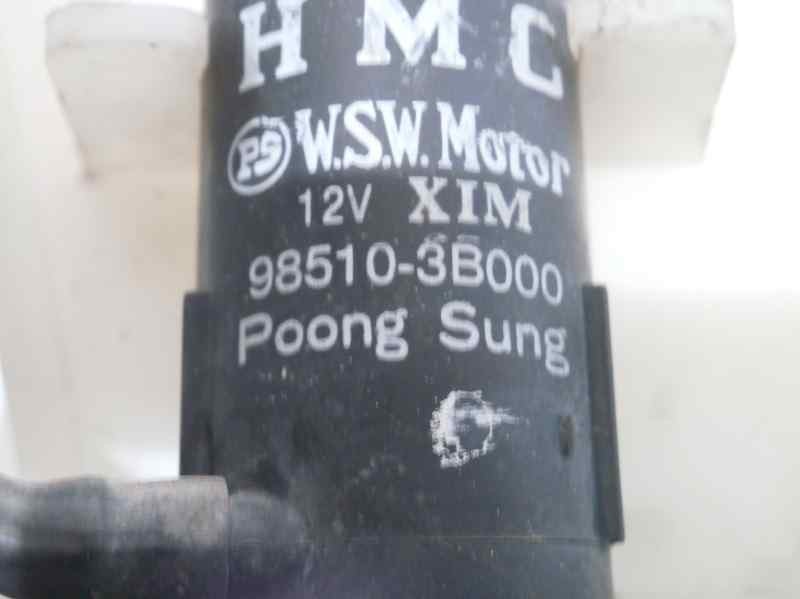 HMC
PS W.S.W. Motor
12V XIM
98510-3B000
Poong Sung